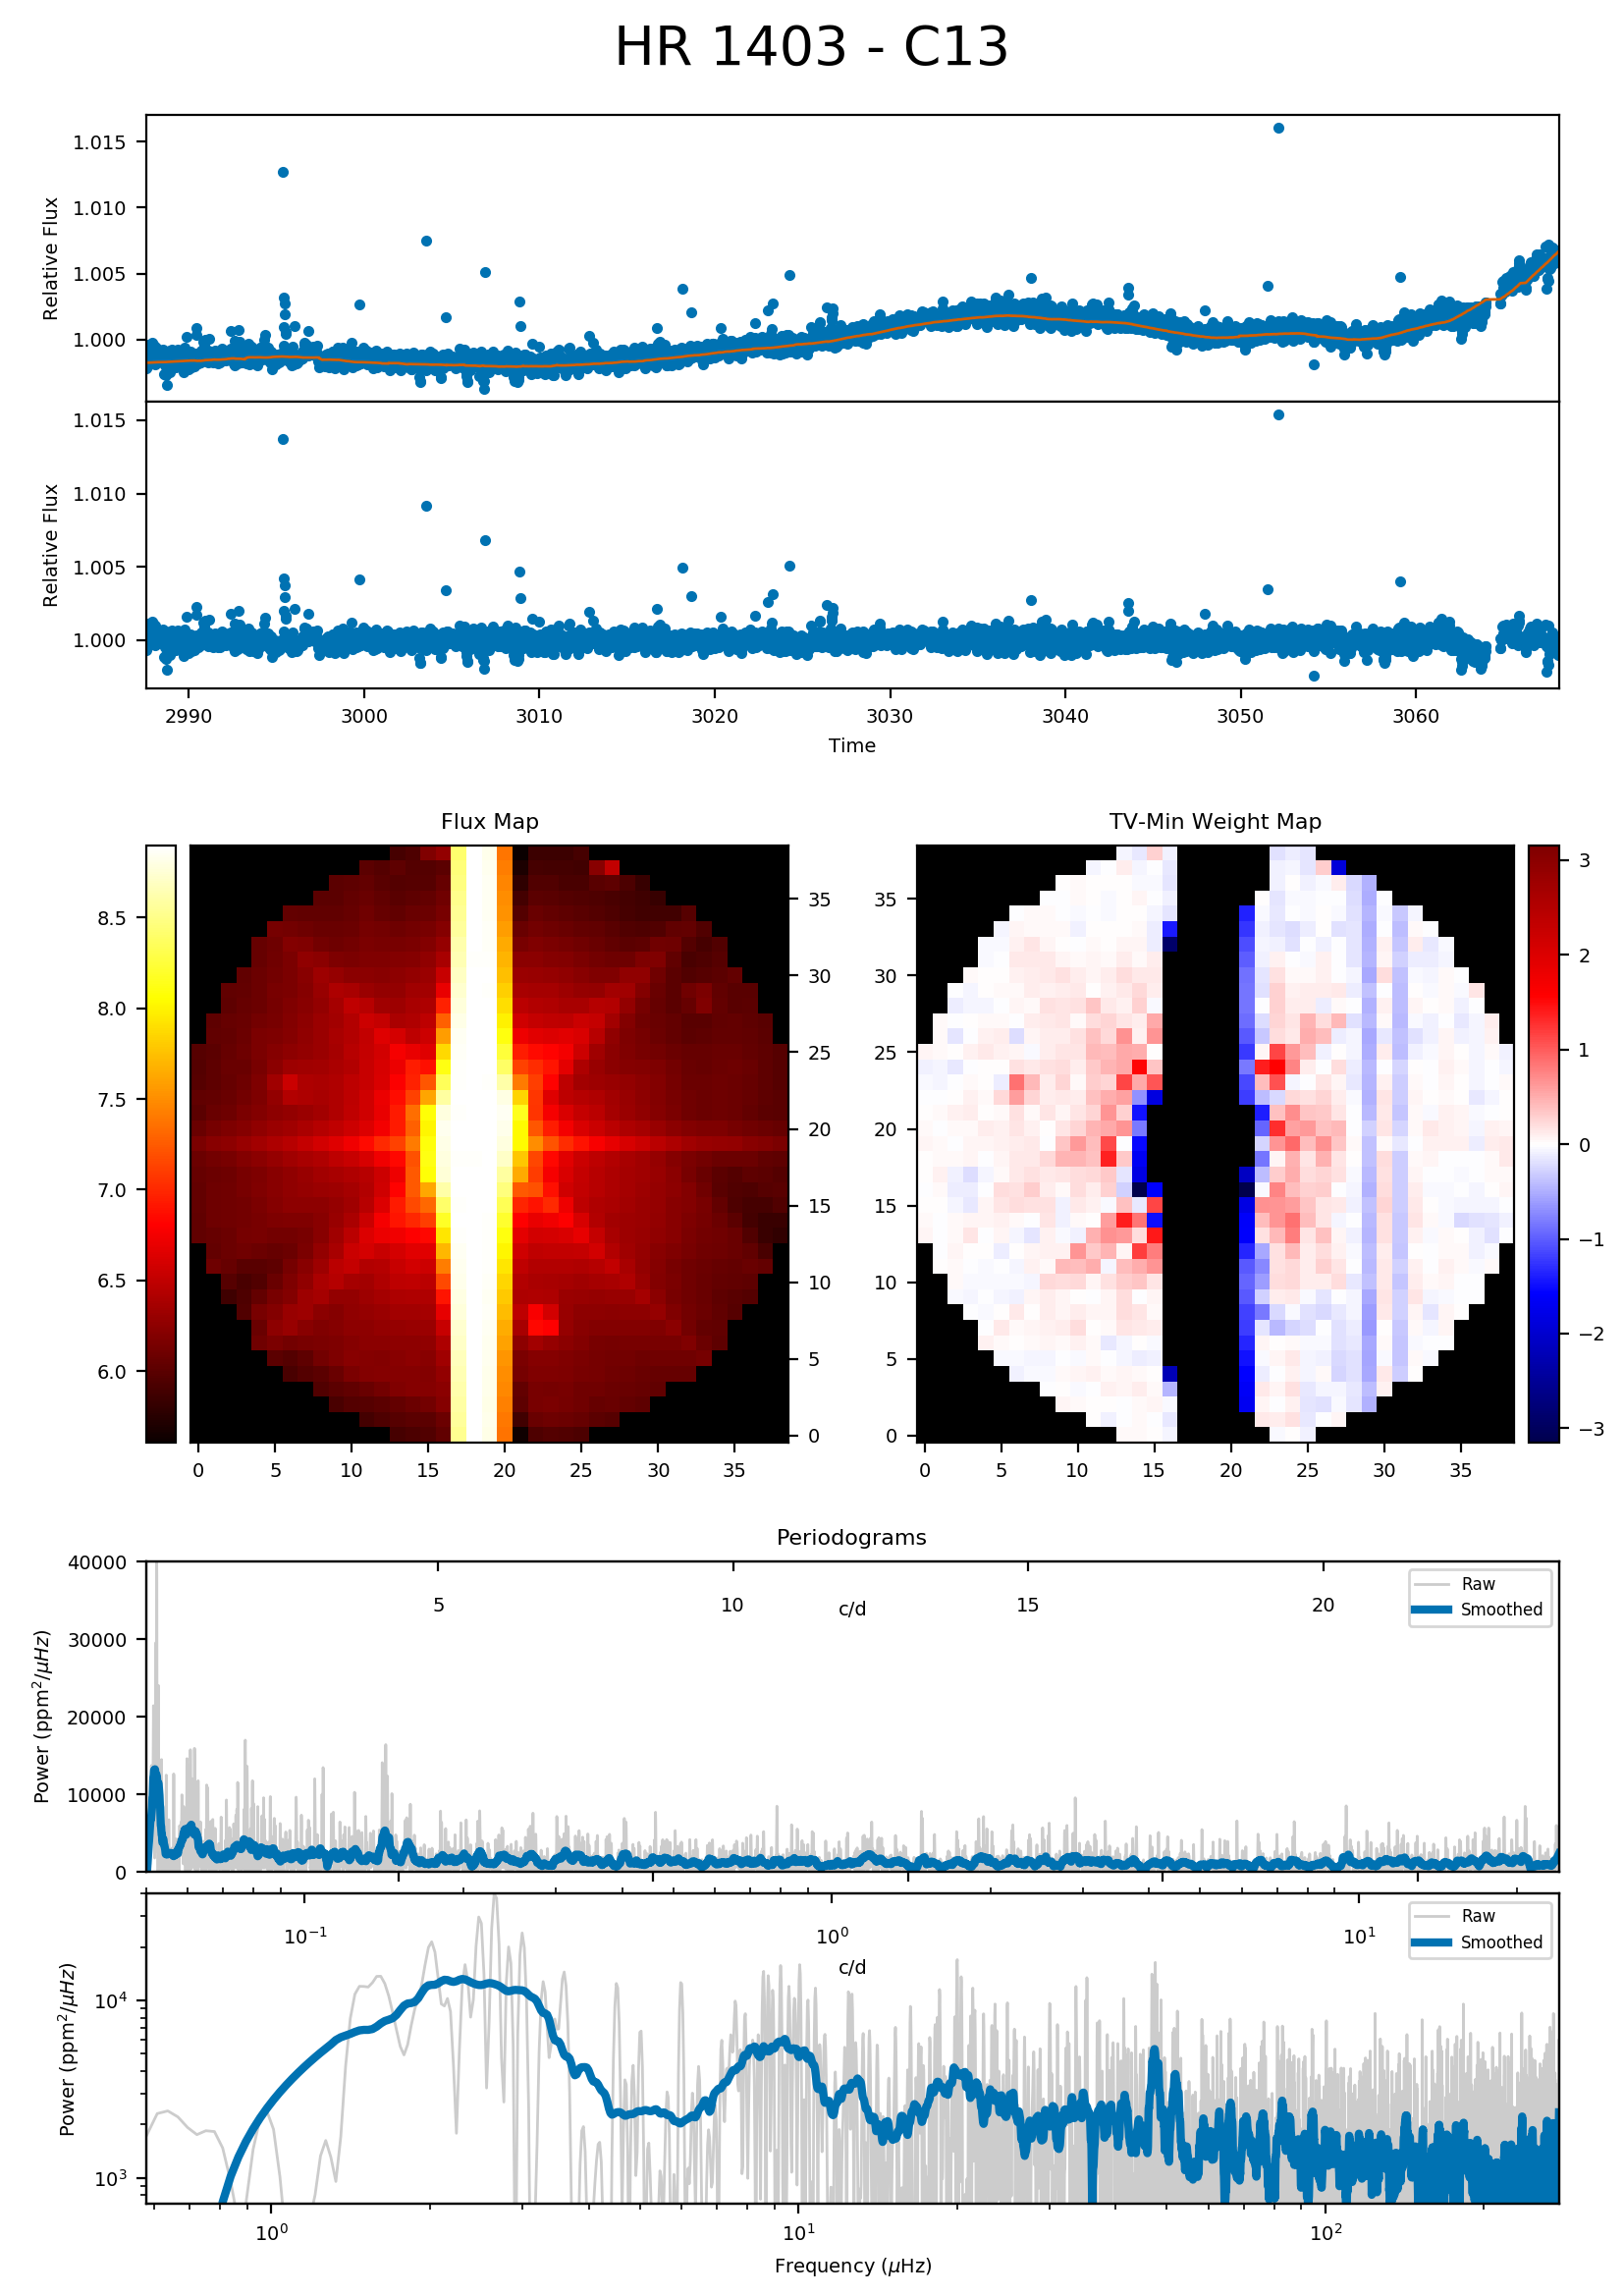 HR 1403 - C13
1.015
1.010
1.005
1.000
Relative Flux
1.015
1.010
1.005
1.000
Relative Flux
2990 3000 3010 3020 3030 3040 3050 3060
Time
Flux Map
8.5
8.0
7.5
7.0
6.5
6.0
35
30
25
20
15
10
5
0
0 5 10 15 20 25 30 35
TV-Min Weight Map
35
30
25
20
15
10
5
0
0 5 10 15 20 25 30 35
3
2
1
0
−1
−2
−3
Periodograms
40000
30000
20000
10000
0
Power (ppm²/μHz)
5 10 15 20
c/d
Raw
Smoothed
10⁴
10³
Power (ppm²/μHz)
10⁻¹ 10⁰ 10¹
c/d
Raw
Smoothed
10⁰ 10¹ 10²
Frequency (μHz)